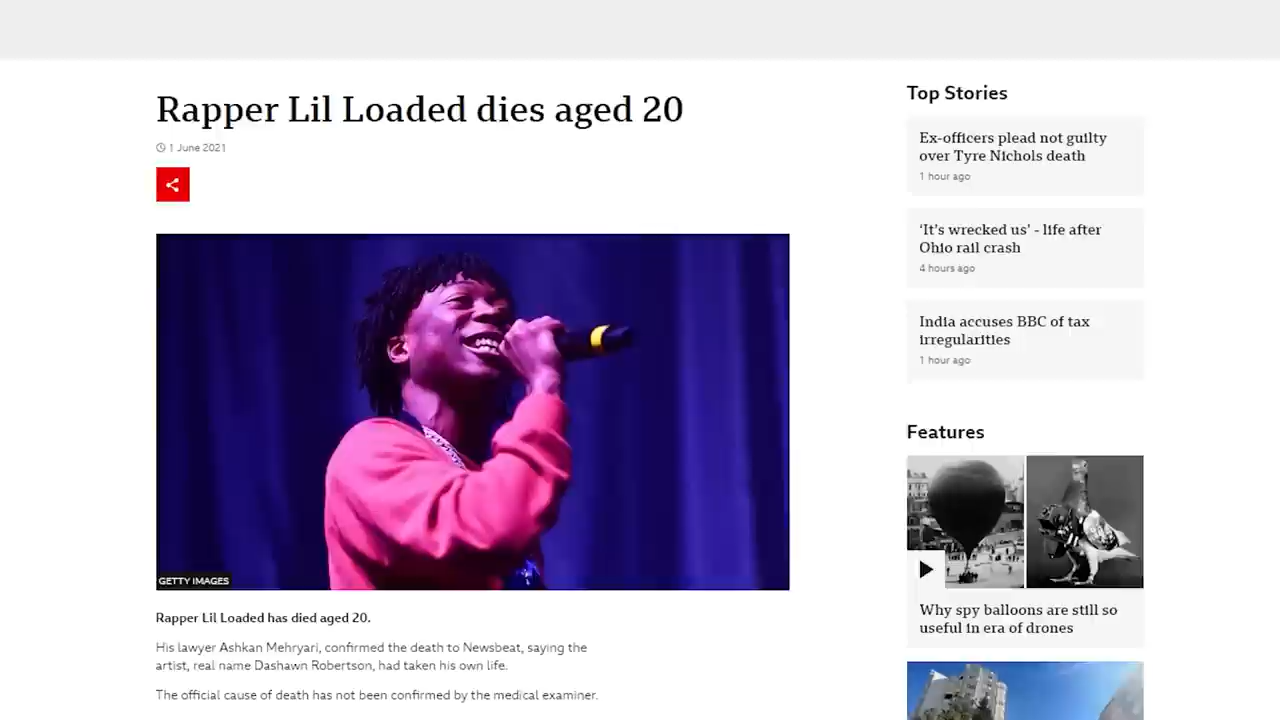 Rapper Lil Loaded dies aged 20
1 June 2021
GETTY IMAGES
Rapper Lil Loaded has died aged 20.
His lawyer Ashkan Mehryari, confirmed the death to Newsbeat, saying the
artist, real name Dashawn Robertson, had taken his own life.
The official cause of death has not been confirmed by the medical examiner.
Top Stories
Ex-officers plead not guilty
over Tyre Nichols death
1 hour ago
‘It’s wrecked us’ - life after
Ohio rail crash
4 hours ago
India accuses BBC of tax
irregularities
1 hour ago
Features
Why spy balloons are still so
useful in era of drones